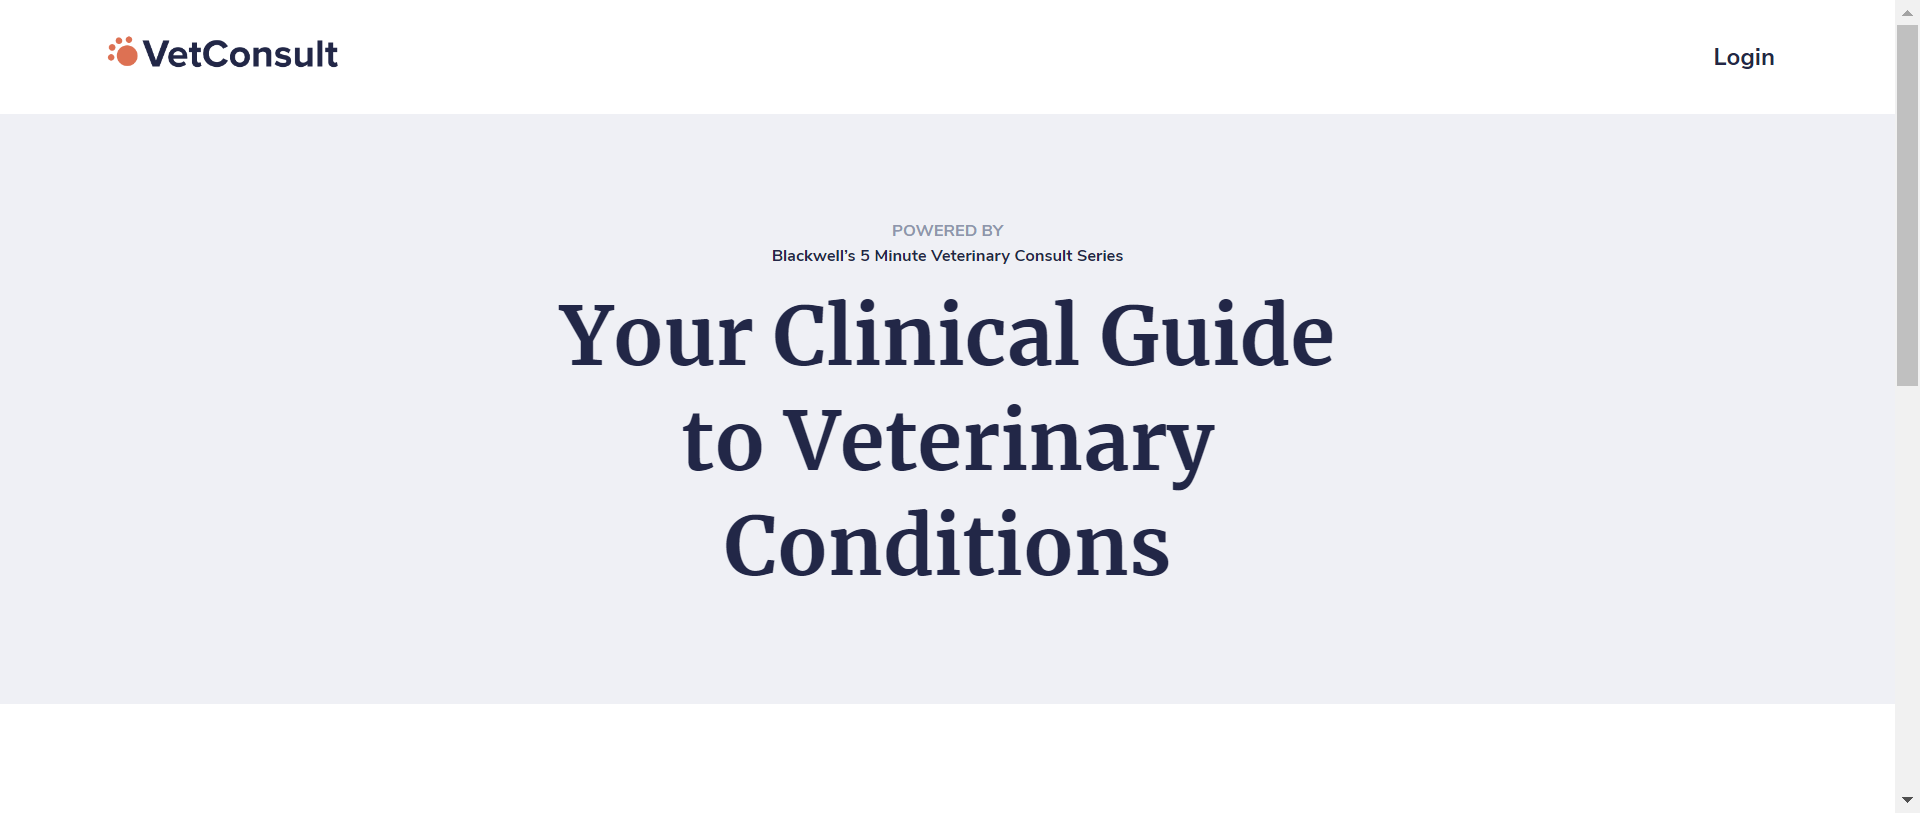 VetConsult
Login
POWERED BY
Blackwell’s 5 Minute Veterinary Consult Series
Your Clinical Guide
to Veterinary
Conditions